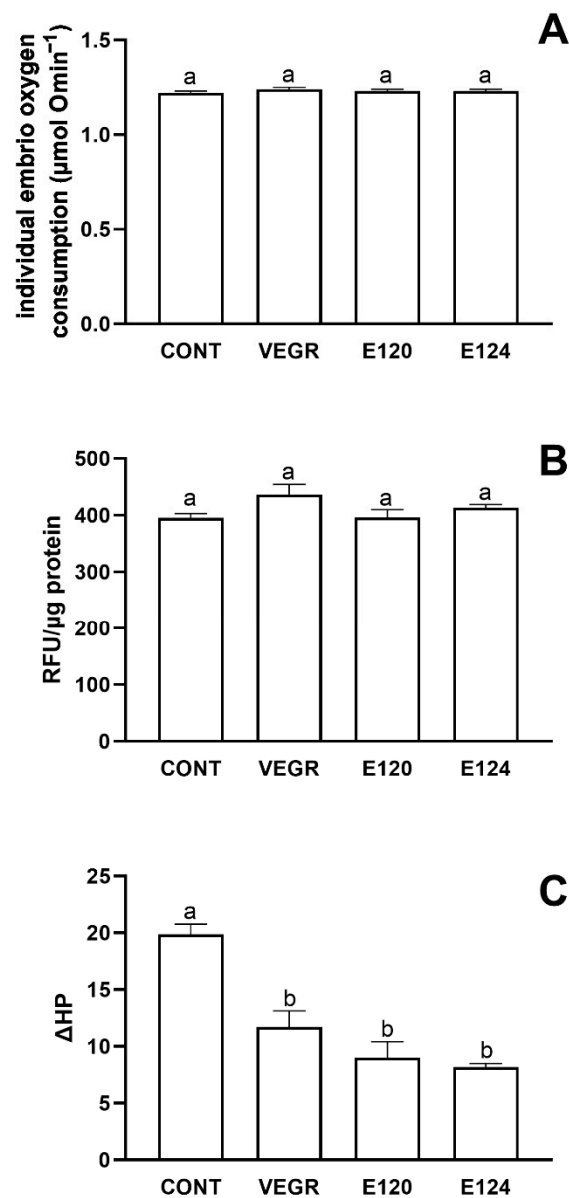 A
individual embrio oxygen
consumption (µmol Omin⁻¹)
1.5
1.0
0.5
0.0
a a a a
CONT VEGR E120 E124
B
RFU/µg protein
500
400
300
200
100
0
a a a a
CONT VEGR E120 E124
C
ΔHP
25
20
15
10
5
0
a b b b
CONT VEGR E120 E124